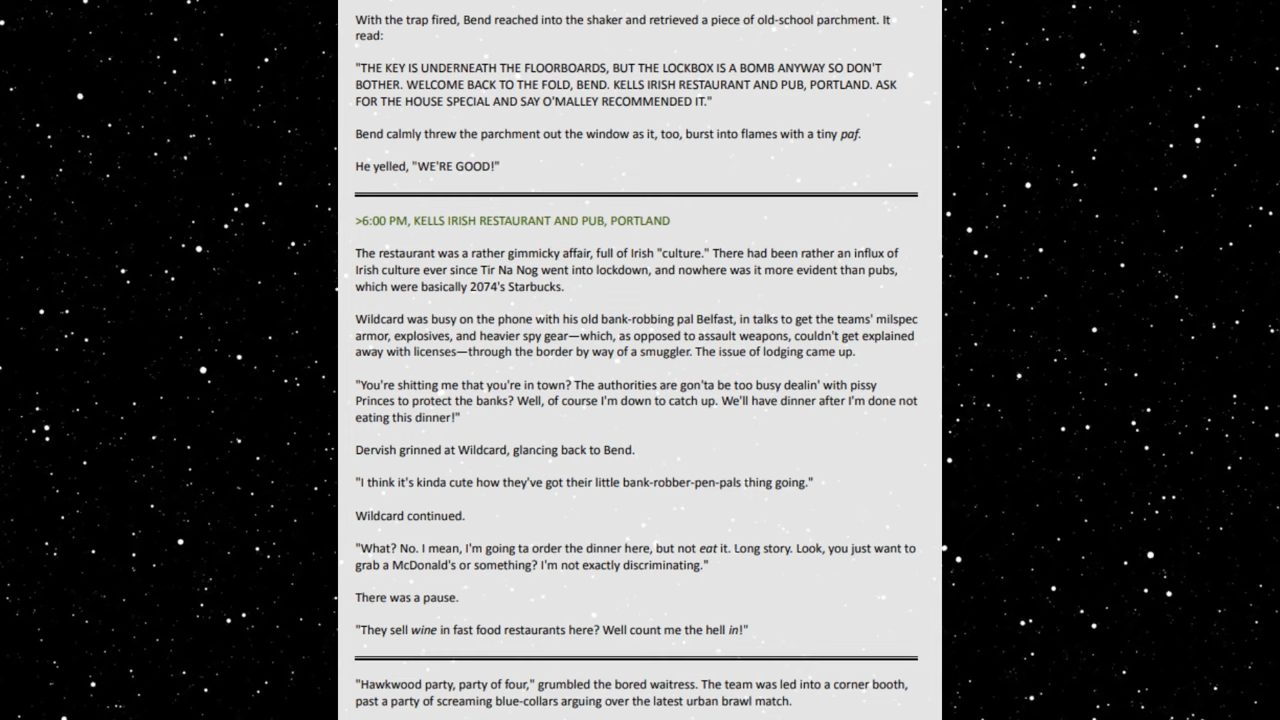 With the trap fired, Bend reached into the shaker and retrieved a piece of old-school parchment. It
read:
"THE KEY IS UNDERNEATH THE FLOORBOARDS, BUT THE LOCKBOX IS A BOMB ANYWAY SO DON'T
BOTHER. WELCOME BACK TO THE FOLD, BEND. KELLS IRISH RESTAURANT AND PUB, PORTLAND. ASK
FOR THE HOUSE SPECIAL AND SAY O'MALLEY RECOMMENDED IT."
Bend calmly threw the parchment out the window as it, too, burst into flames with a tiny paf.
He yelled, "WE'RE GOOD!"
>6:00 PM, KELLS IRISH RESTAURANT AND PUB, PORTLAND
The restaurant was a rather gimmicky affair, full of Irish "culture." There had been rather an influx of
Irish culture ever since Tir Na Nog went into lockdown, and nowhere was it more evident than pubs,
which were basically 2074's Starbucks.
Wildcard was busy on the phone with his old bank-robbing pal Belfast, in talks to get the teams' milspec
armor, explosives, and heavier spy gear—which, as opposed to assault weapons, couldn't get explained
away with licenses—through the border by way of a smuggler. The issue of lodging came up.
"You're shitting me that you're in town? The authorities are gon'ta be too busy dealin' with pissy
Princes to protect the banks? Well, of course I'm down to catch up. We'll have dinner after I'm done not
eating this dinner!"
Dervish grinned at Wildcard, glancing back to Bend.
"I think it's kinda cute how they've got their little bank-robber-pen-pals thing going."
Wildcard continued.
"What? No. I mean, I'm going ta order the dinner here, but not eat it. Long story. Look, you just want to
grab a McDonald's or something? I'm not exactly discriminating."
There was a pause.
"They sell wine in fast food restaurants here? Well count me the hell in!"
"Hawkwood party, party of four," grumbled the bored waitress. The team was led into a corner booth,
past a party of screaming blue-collars arguing over the latest urban brawl match.